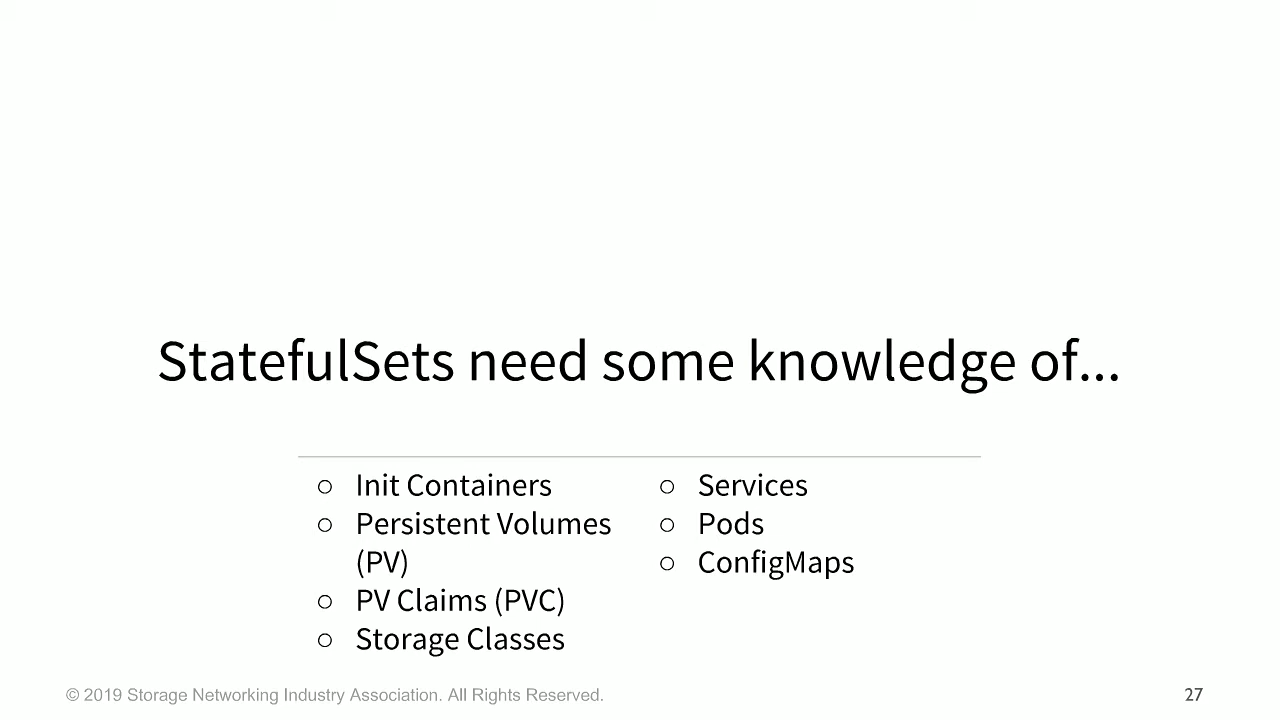 StatefulSets need some knowledge of...
○ Init Containers
○ Persistent Volumes
(PV)
○ PV Claims (PVC)
○ Storage Classes
○ Services
○ Pods
○ ConfigMaps
© 2019 Storage Networking Industry Association. All Rights Reserved.
27